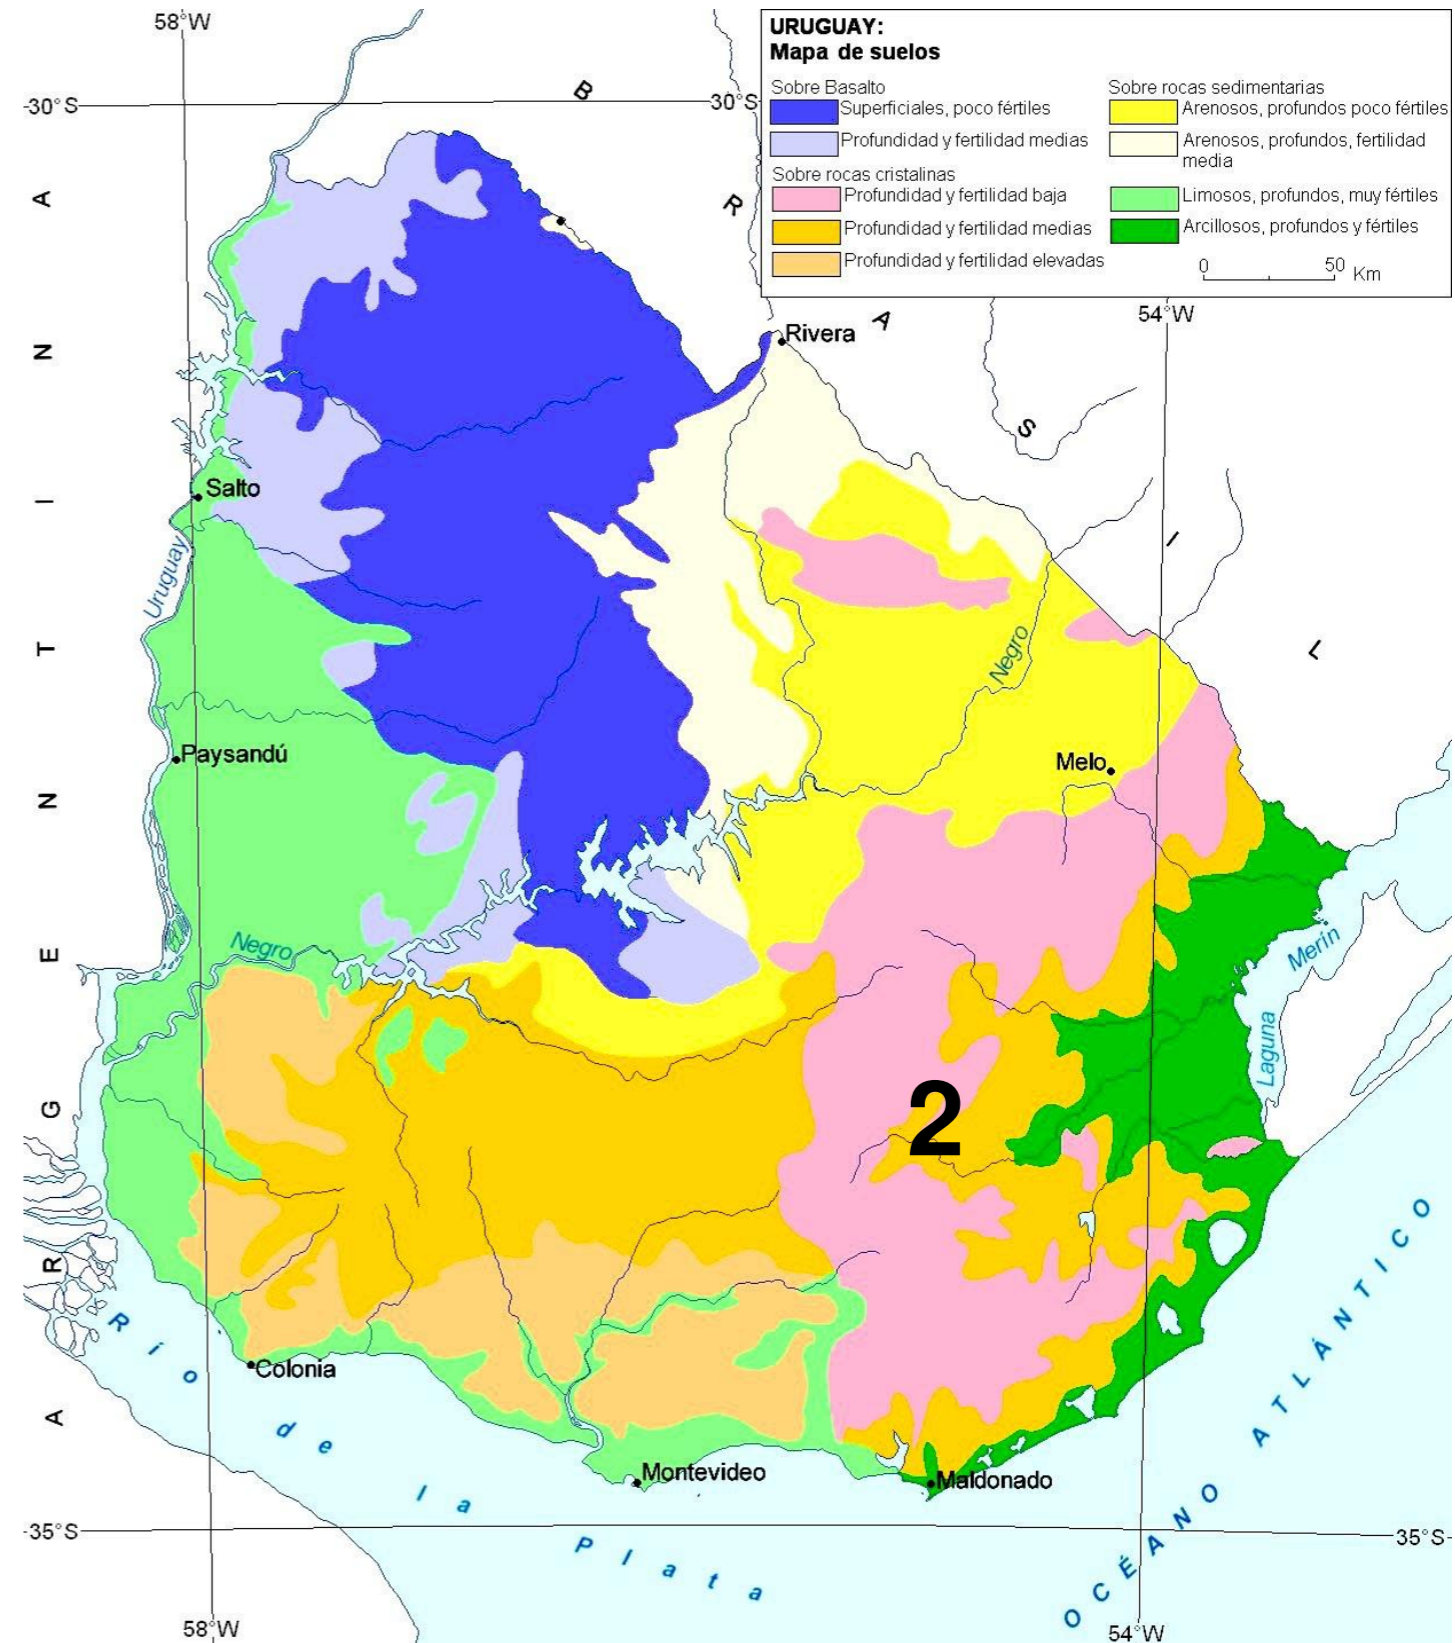 58°W
URUGUAY:
Mapa de suelos
Sobre Basalto
Superficiales, poco fértiles
Profundidad y fertilidad medias
Sobre rocas cristalinas
Profundidad y fertilidad baja
Profundidad y fertilidad medias
Profundidad y fertilidad elevadas
Sobre rocas sedimentarias
Arenosos, profundos poco fértiles
Arenosos, profundos, fertilidad
media
Limosos, profundos, muy fértiles
Arcillosos, profundos y fértiles
0 50 Km
-30°S
30°S
54°W
BRASIL
ARGENTINA
Rivera
Salto
Uruguay
Negro
Paysandú
Melo
Negro
Laguna Merín
2
Colonia
Montevideo
Maldonado
Río de la Plata
OCÉANO ATLÁNTICO
-35°S
35°S
58°W
54°W